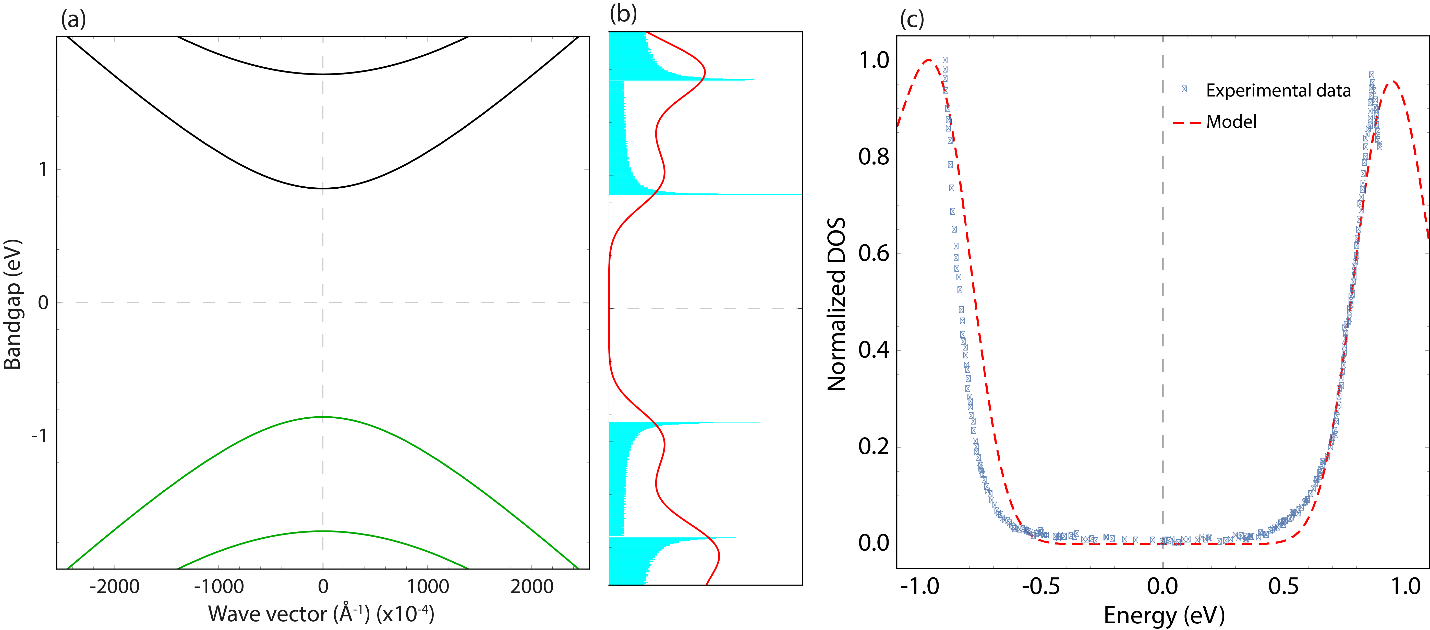 (a)
Bandgap (eV)
1
0
-1
-2000
-1000
0
1000
2000
Wave vector (Å-1) (x10-4)
(b)
(c)
Normalized DOS
1.0
0.8
0.6
0.4
0.2
0.0
Experimental data
Model
-1.0
-0.5
0.0
0.5
1.0
Energy (eV)